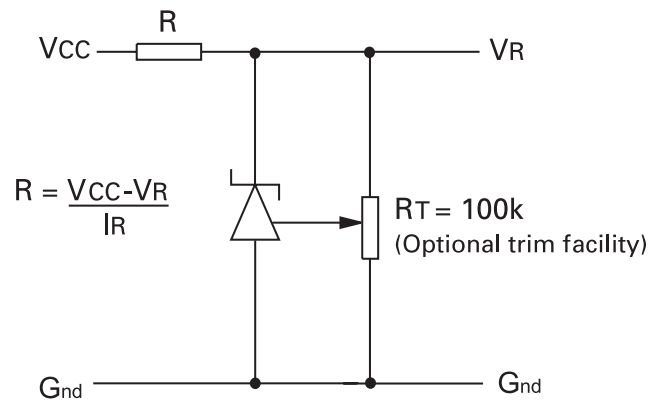 R
VCC
VR
R = VCC-VR
IR
RT = 100k
(Optional trim facility)
Gnd
Gnd